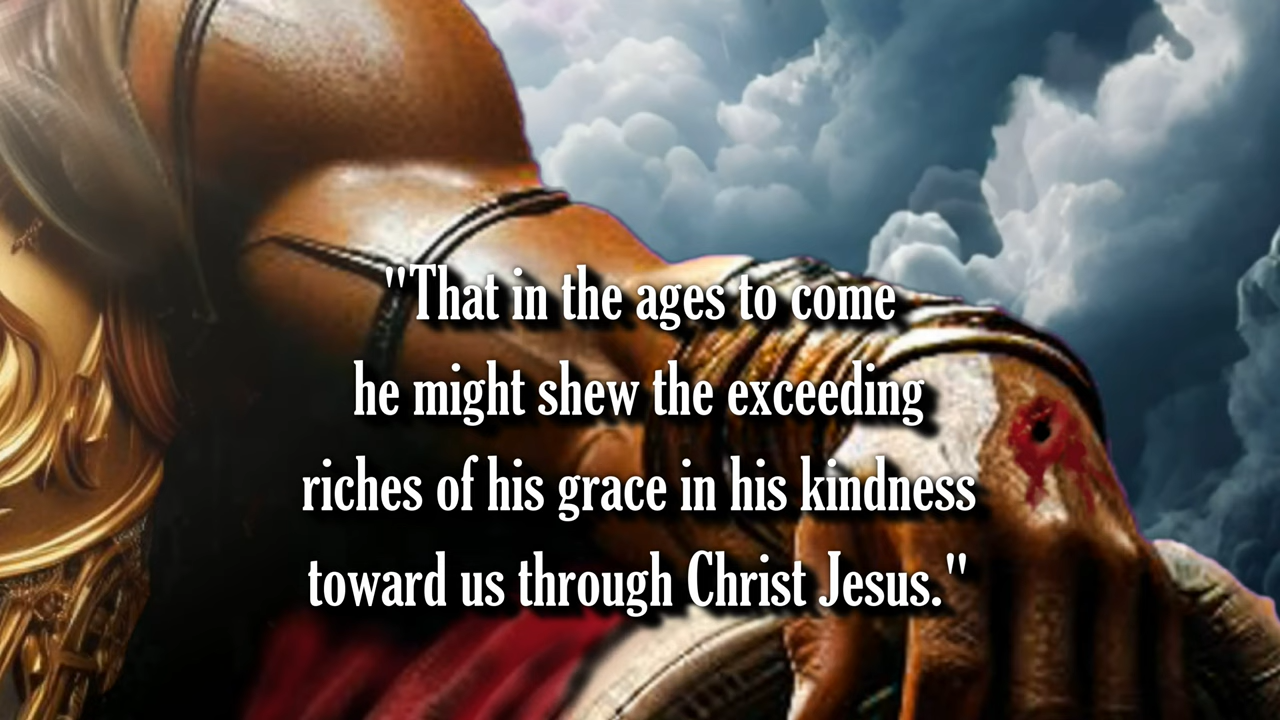 "That in the ages to come
he might shew the exceeding
riches of his grace in his kindness
toward us through Christ Jesus."